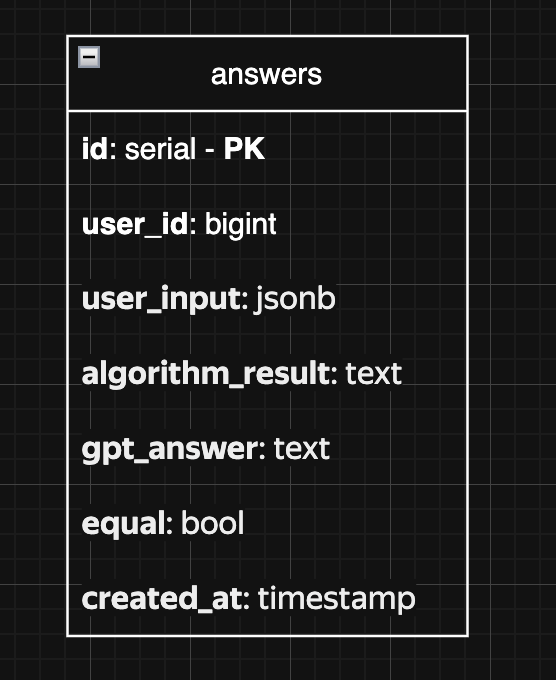 answers
id: serial - PK
user_id: bigint
user_input: jsonb
algorithm_result: text
gpt_answer: text
equal: bool
created_at: timestamp